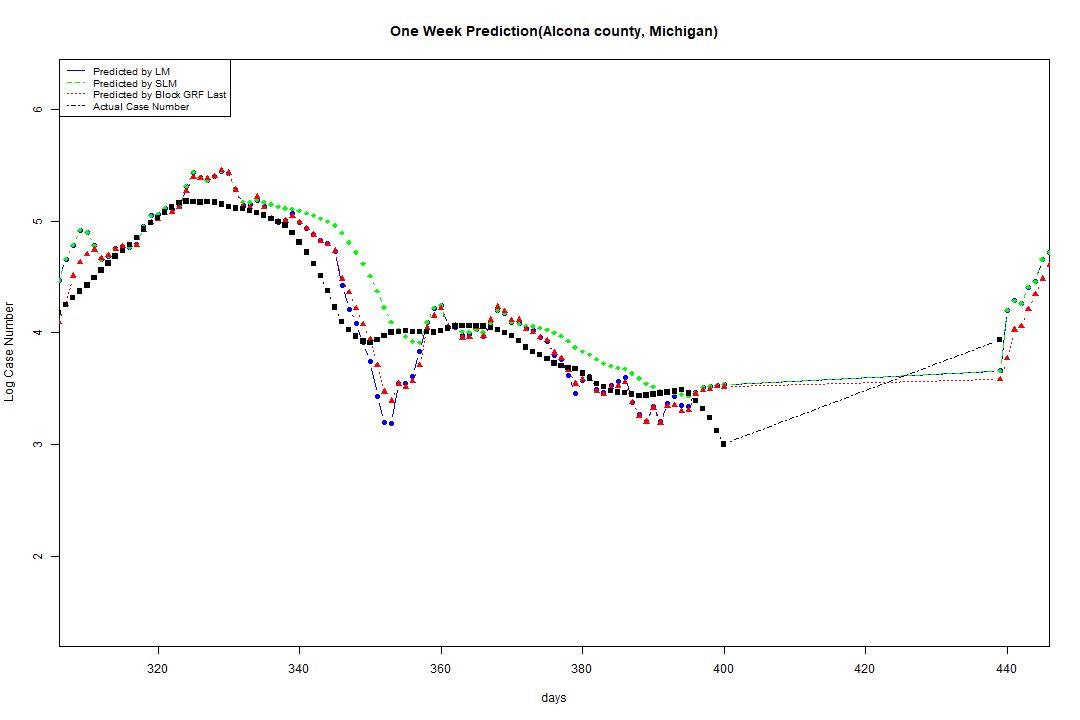 One Week Prediction(Alcona county, Michigan)
Predicted by LM
Predicted by SLM
Predicted by Block GRF Last
Actual Case Number
6
5
4
3
2
Log Case Number
320 340 360 380 400 420 440
days